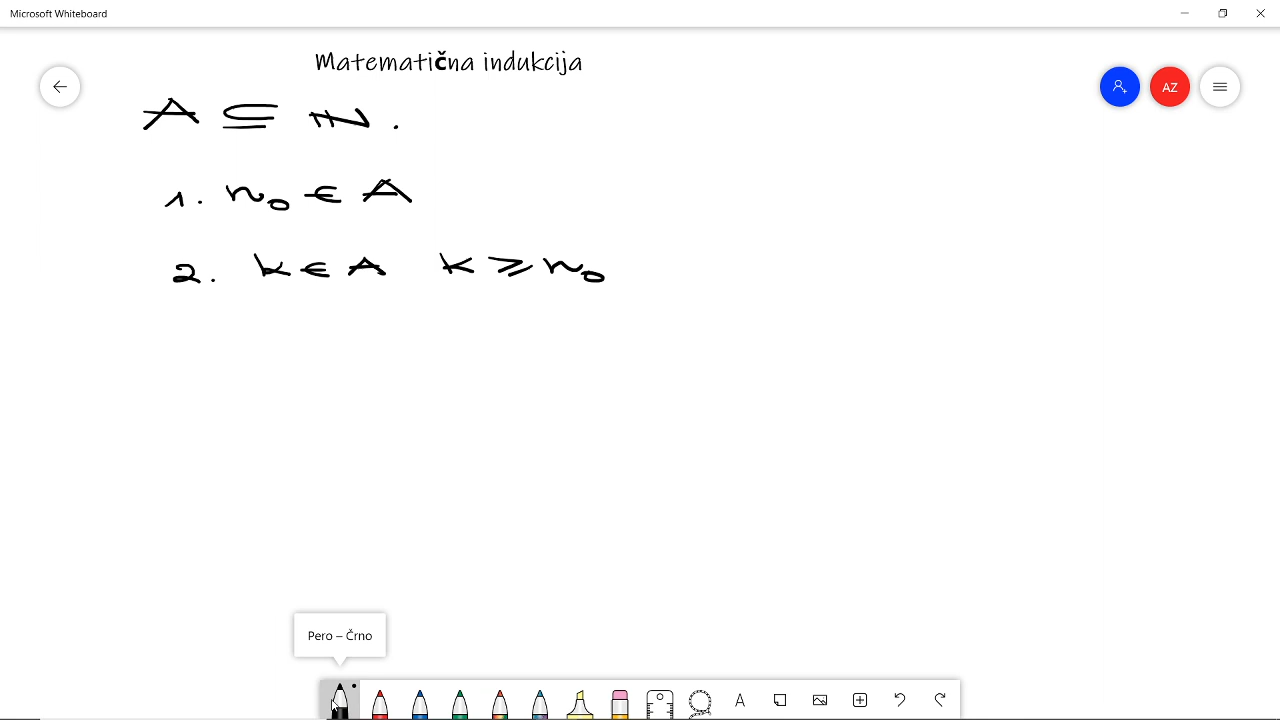 Microsoft Whiteboard
Matematična indukcija
A ⊆ ℕ.
AZ
1. n₀ ∈ A
2. k ∈ A k ⩾ n₀
Pero – Črno
A